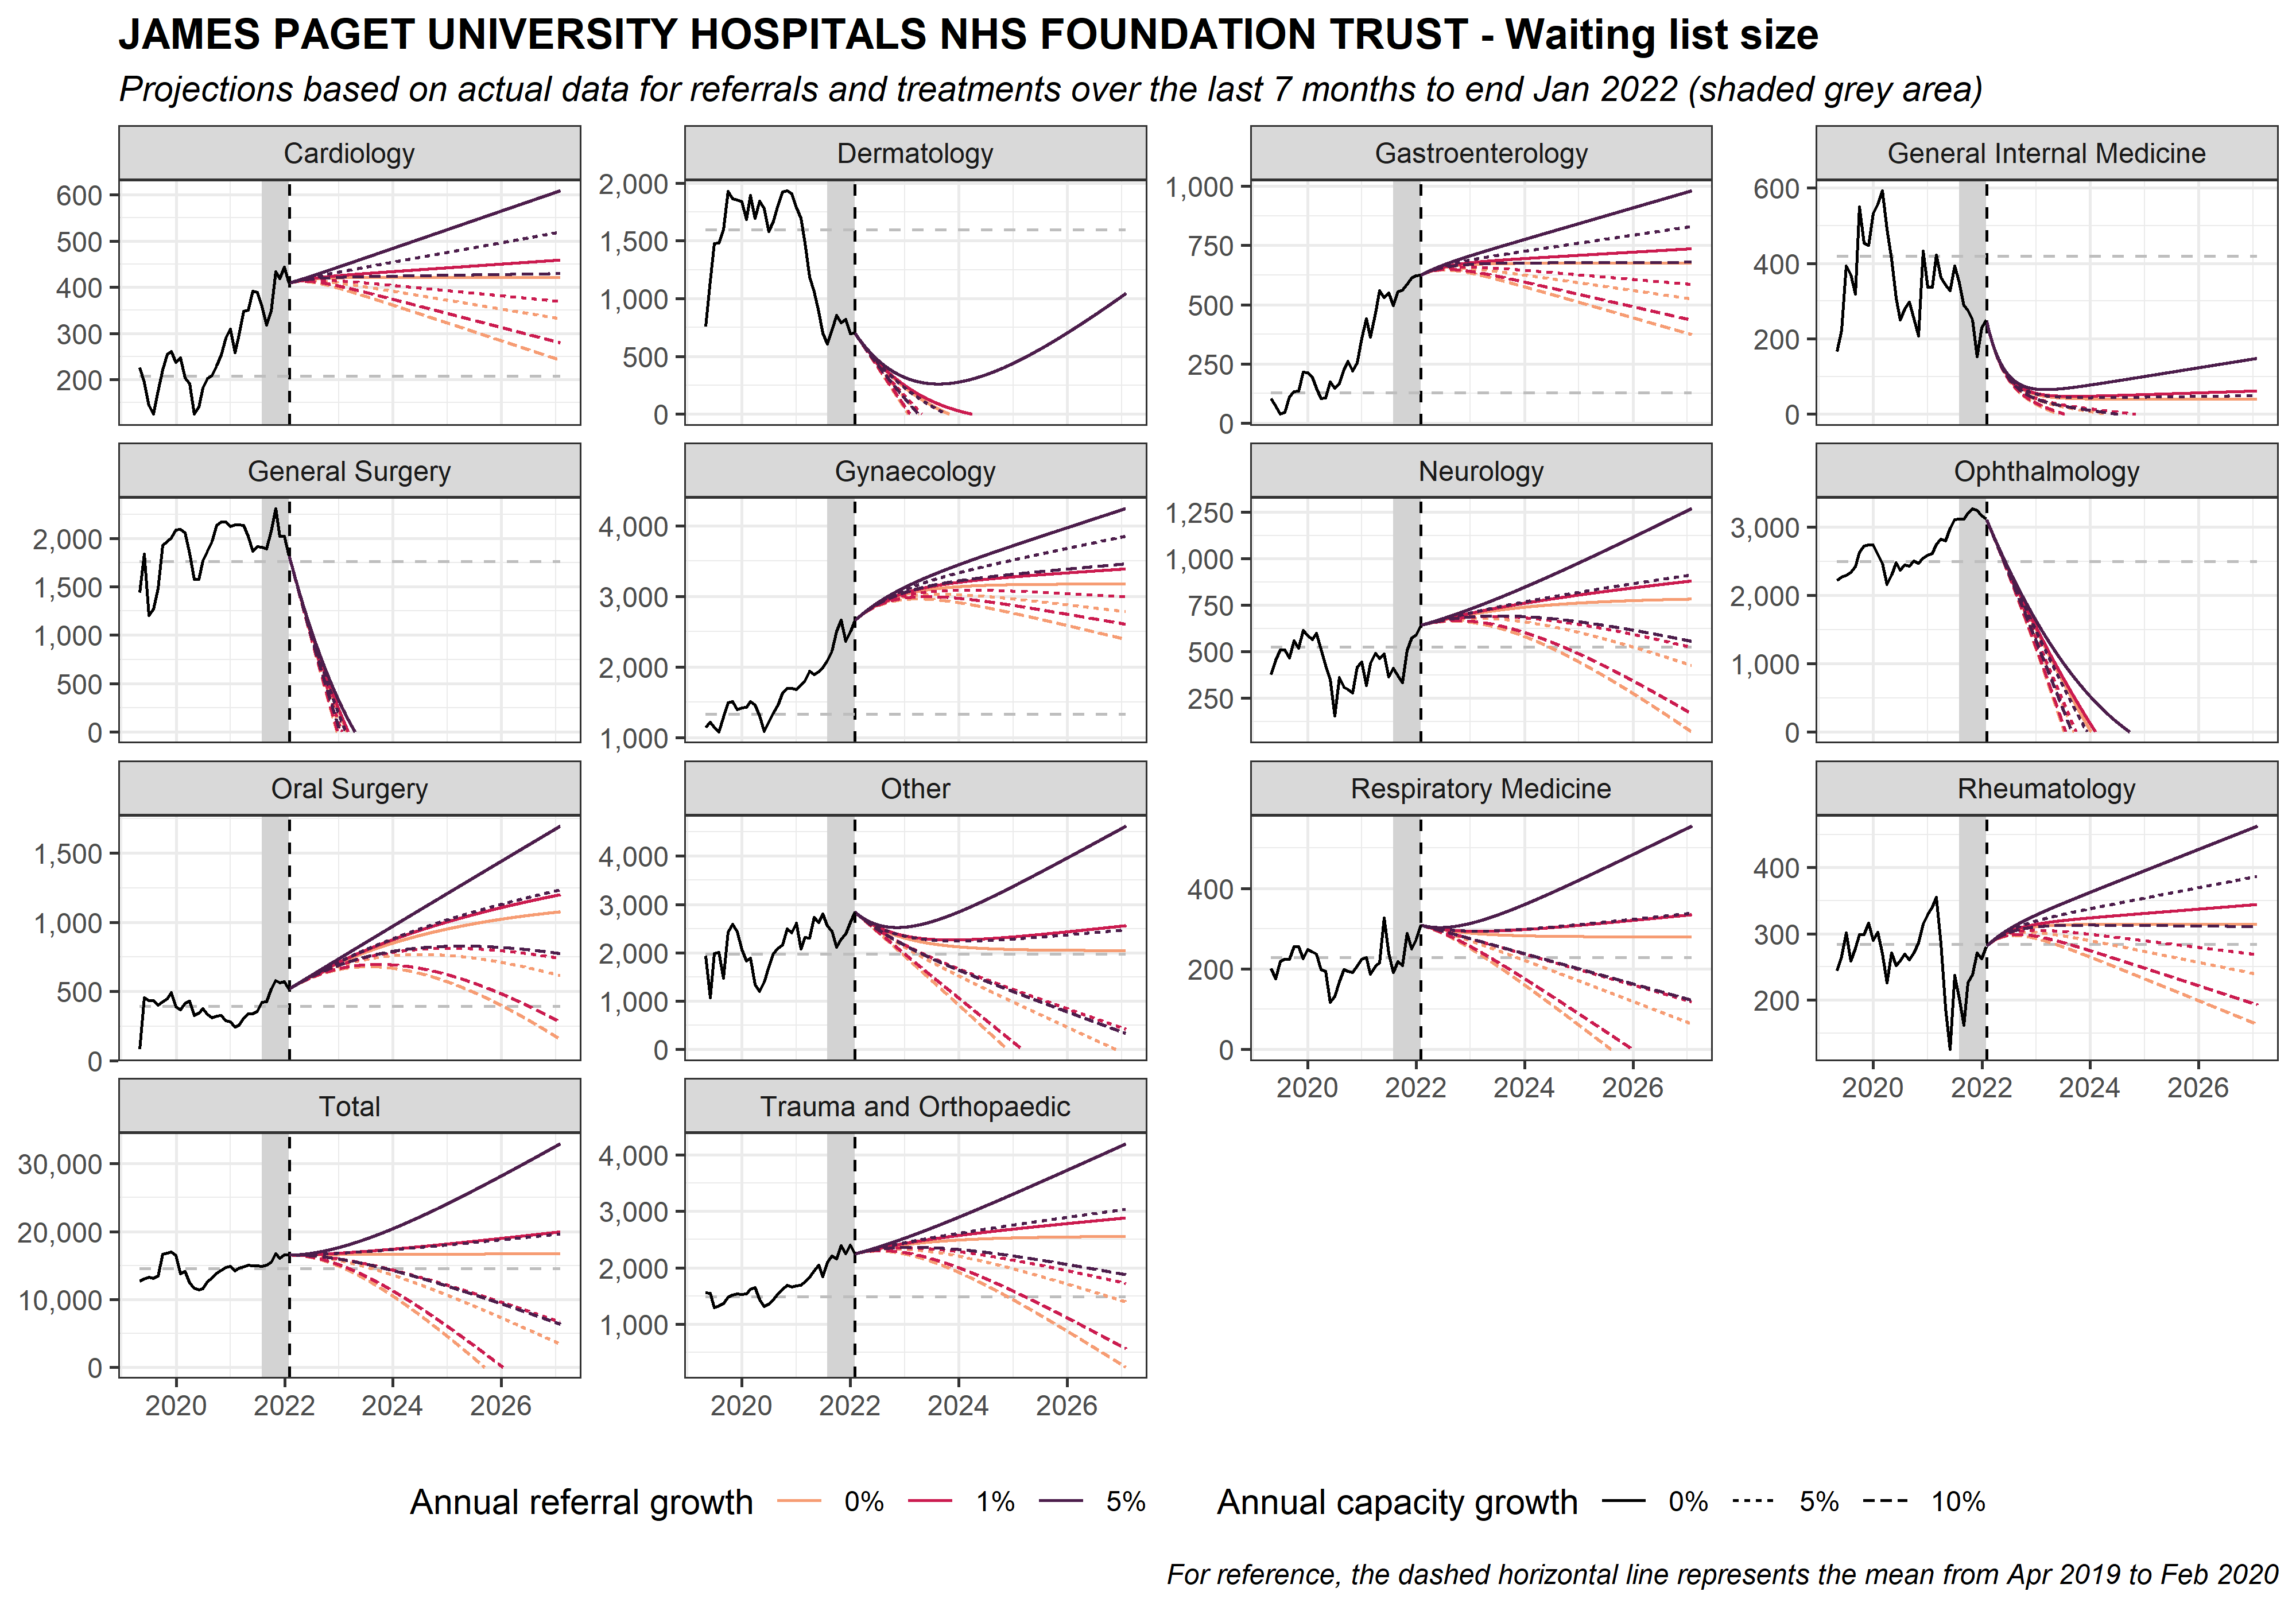 JAMES PAGET UNIVERSITY HOSPITALS NHS FOUNDATION TRUST - Waiting list size
Projections based on actual data for referrals and treatments over the last 7 months to end Jan 2022 (shaded grey area)
Cardiology
600
500
400
300
200
Dermatology
2,000
1,500
1,000
500
0
Gastroenterology
1,000
750
500
250
0
General Internal Medicine
600
400
200
0
General Surgery
2,000
1,500
1,000
500
0
Gynaecology
4,000
3,000
2,000
1,000
Neurology
1,250
1,000
750
500
250
Ophthalmology
3,000
2,000
1,000
0
Oral Surgery
1,500
1,000
500
0
Other
4,000
3,000
2,000
1,000
0
Respiratory Medicine
400
200
0
2020 2022 2024 2026
Rheumatology
400
300
200
2020 2022 2024 2026
Total
30,000
20,000
10,000
0
2020 2022 2024 2026
Trauma and Orthopaedic
4,000
3,000
2,000
1,000
2020 2022 2024 2026
Annual referral growth 0% 1% 5%
Annual capacity growth 0% 5% 10%
For reference, the dashed horizontal line represents the mean from Apr 2019 to Feb 2020